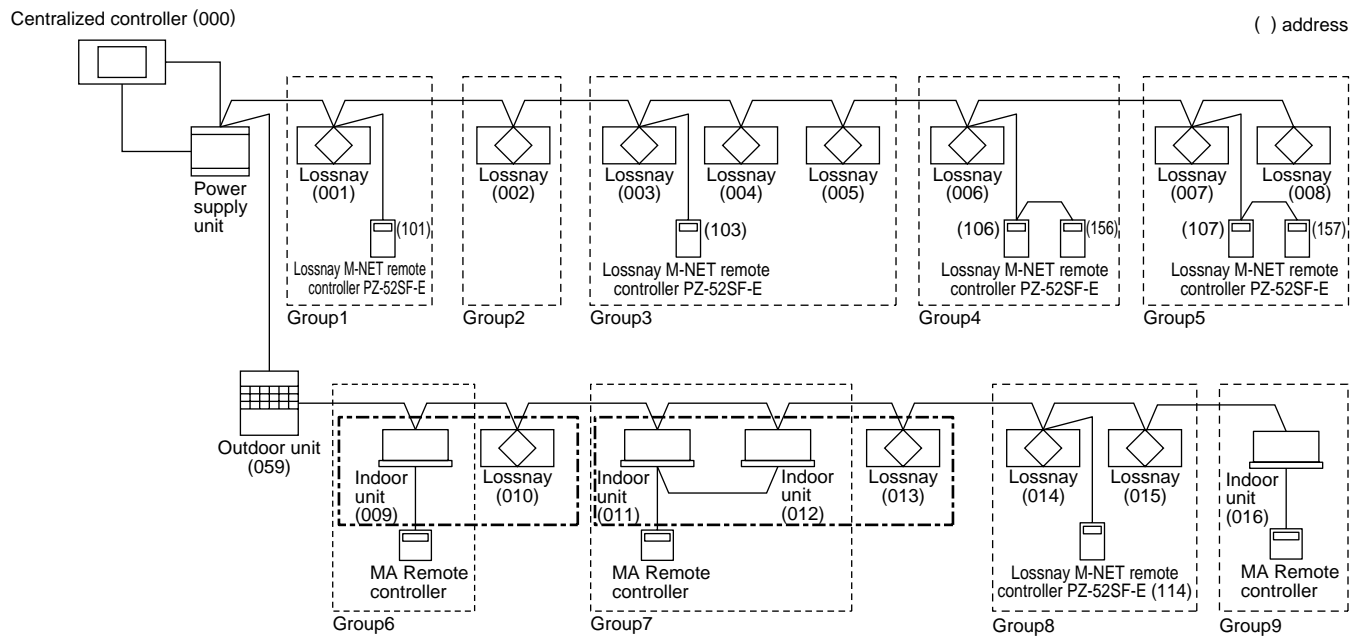 Centralized controller (000)
( ) address
Power
supply
unit
Lossnay
(001)
(101)
Lossnay M-NET remote
controller PZ-52SF-E
Group1
Lossnay
(002)
Group2
Lossnay
(003)
Lossnay
(004)
Lossnay
(005)
(103)
Lossnay M-NET remote
controller PZ-52SF-E
Group3
Lossnay
(006)
(106)
(156)
Lossnay M-NET remote
controller PZ-52SF-E
Group4
Lossnay
(007)
Lossnay
(008)
(107)
(157)
Lossnay M-NET remote
controller PZ-52SF-E
Group5
Outdoor unit
(059)
Indoor
unit
(009)
MA Remote
controller
Group6
Lossnay
(010)
Indoor
unit
(011)
Indoor
unit
(012)
MA Remote
controller
Group7
Lossnay
(013)
Lossnay
(014)
Lossnay
(015)
Lossnay M-NET remote
controller PZ-52SF-E (114)
Group8
Indoor
unit
(016)
MA Remote
controller
Group9